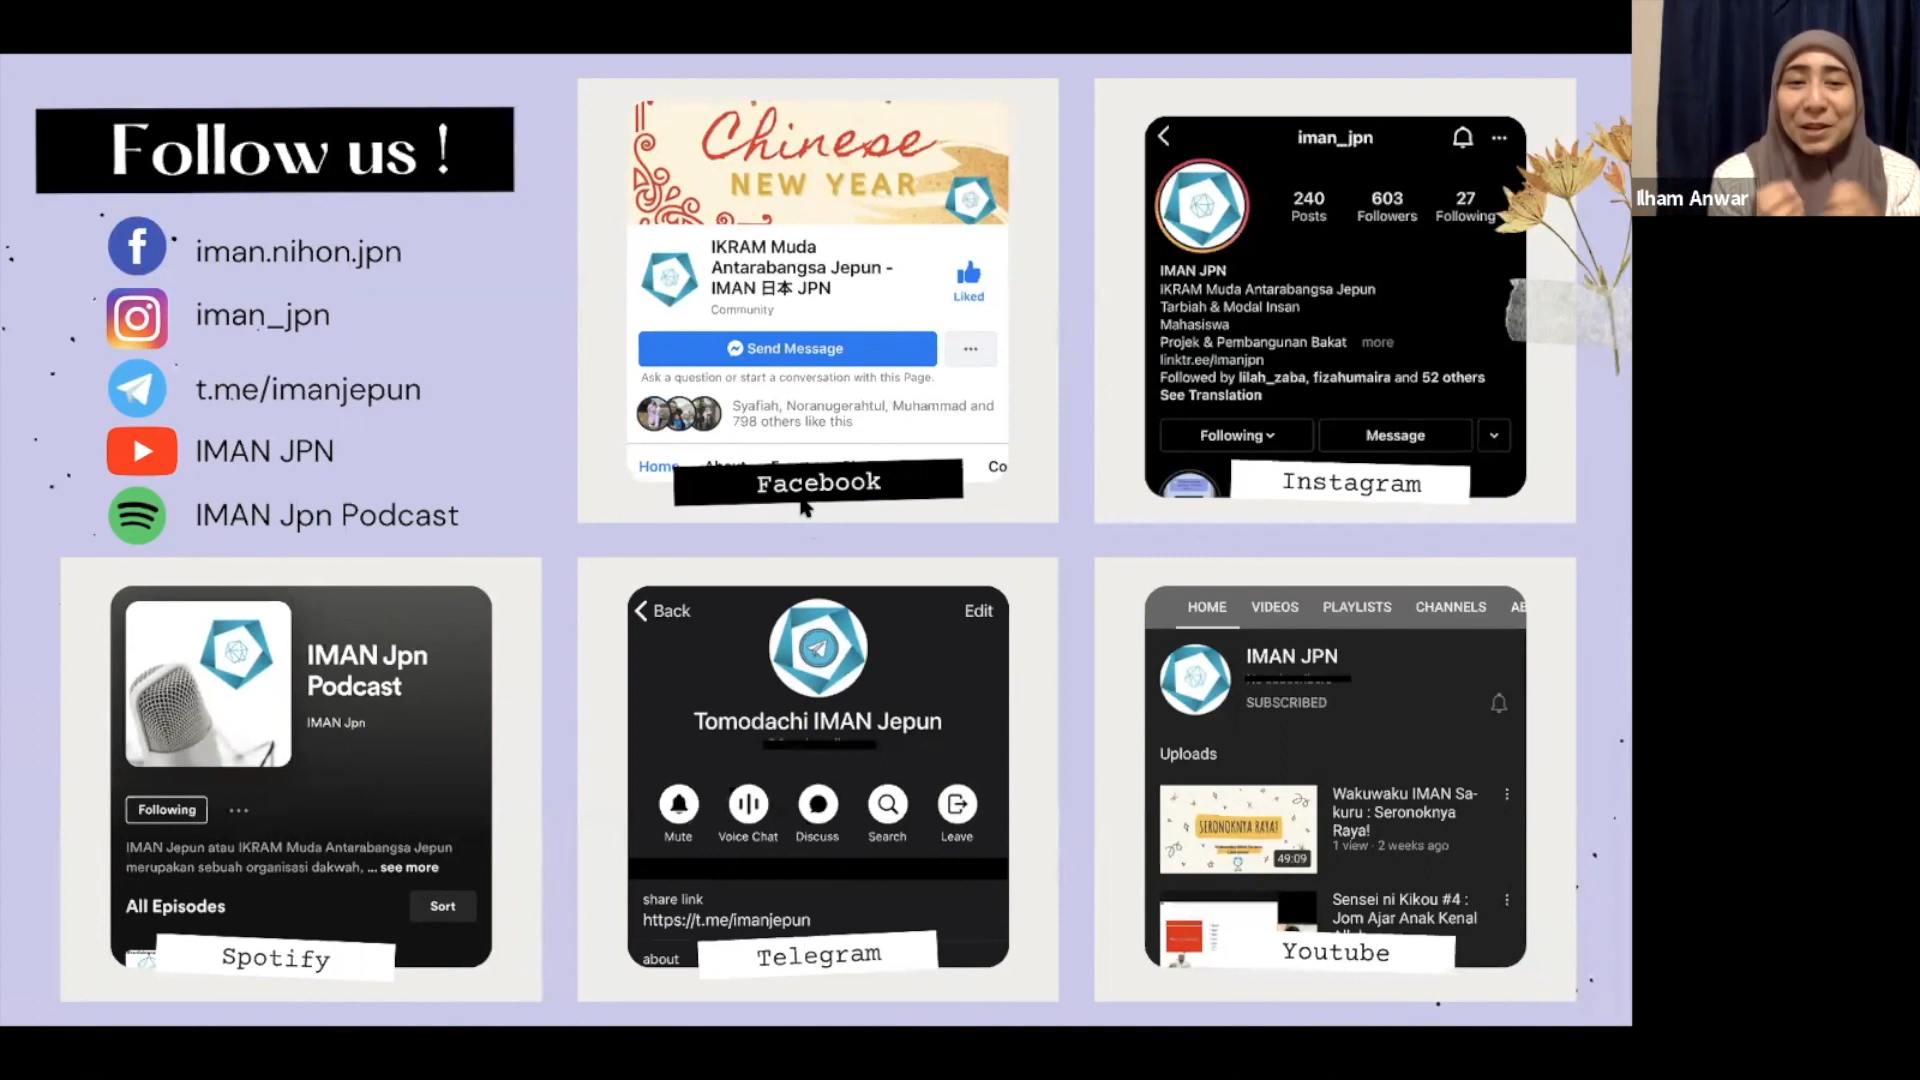 Follow us !
iman.nihon.jpn
iman_jpn
t.me/imanjepun
IMAN JPN
IMAN Jpn Podcast
Chinese
NEW YEAR
IKRAM Muda
Antarabangsa Jepun -
IMAN 日本 JPN
Community
Liked
Send Message
Ask a question or start a conversation with this Page.
Syafiah, Noranugerahtul, Muhammad and
798 others like this
Home
Co
Facebook
iman_jpn
240
603
27
Posts
Followers
Following
IMAN JPN
IKRAM Muda Antarabangsa Jepun
Tarbiah & Modal Insan
Mahasiswa
Projek & Pembangunan Bakat more
linktr.ee/Imanjpn
Followed by lilah_zaba, fizahumaira and 52 others
See Translation
Following
Message
Instagram
Ilham Anwar
IMAN Jpn
Podcast
IMAN Jpn
Following
IMAN Jepun atau IKRAM Muda Antarabangsa Jepun
merupakan sebuah organisasi dakwah, ... see more
All Episodes
Sort
Spotify
Back
Edit
Tomodachi IMAN Jepun
Mute
Voice Chat
Discuss
Search
Leave
share link
https://t.me/imanjepun
about
Telegram
HOME
VIDEOS
PLAYLISTS
CHANNELS
AB
IMAN JPN
SUBSCRIBED
Uploads
SERONOKNYA RAYA!
49:09
Wakuwaku IMAN Sa-
kuru : Seronoknya
Raya!
1 view · 2 weeks ago
Sensei ni Kikou #4 :
Jom Ajar Anak Kenal
Youtube